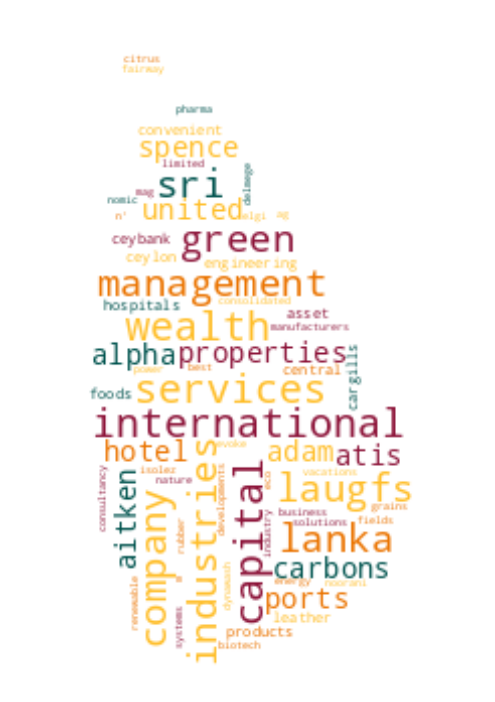 citrus
fairway
pharma
convenient
spence
limited
delmege
mag
sri
nomic
n'
united
elgi
ag
ceybank
green
ceylon
engineering
management
hospitals
consolidated
asset
wealth
manufacturers
alpha
properties
cargills
power
best
central
foods
services
international
hotel
evoke
adam
atis
consultancy
aitken
isolez
nature
company
rubber
industries
developments
capital
eco
vacations
laugfs
grains
business
solutions
fields
industry
lanka
carbons
renewable
energy
noorani
dynawash
ports
systems
leather
products
biotech